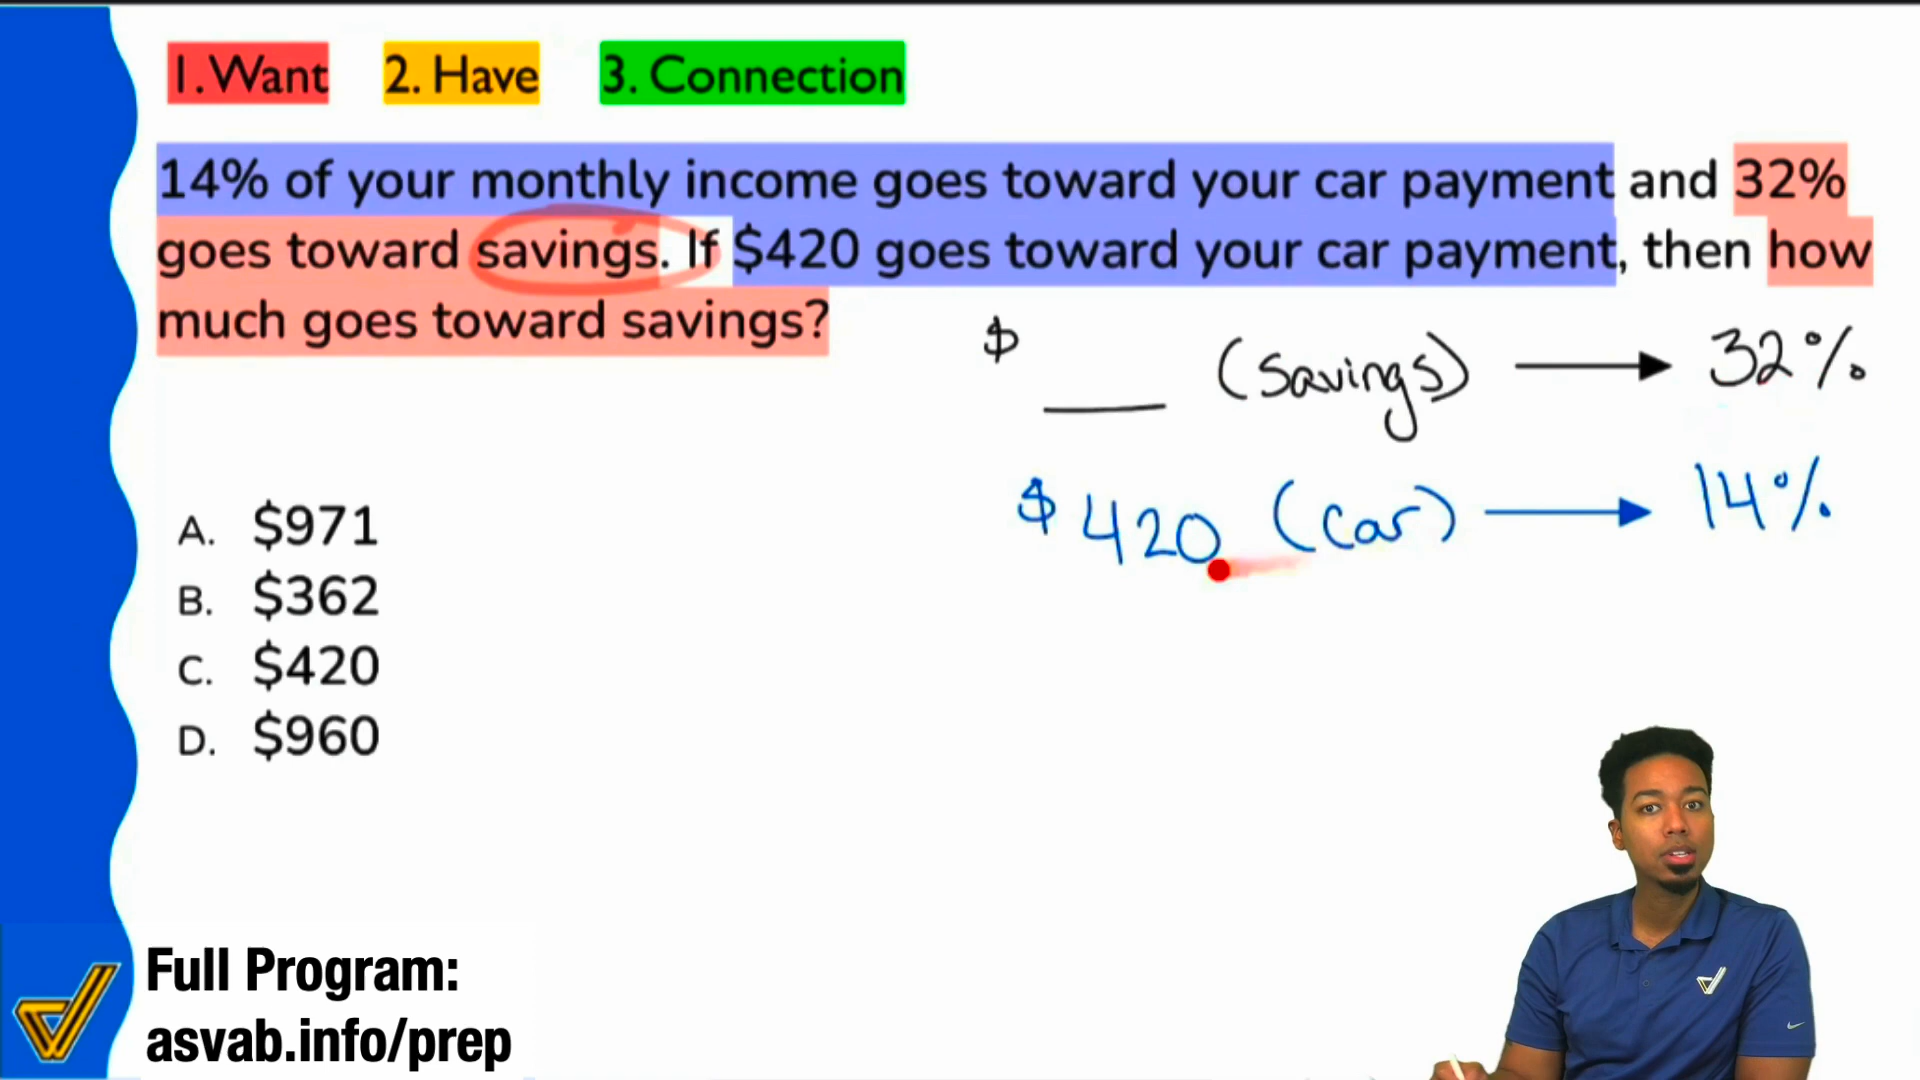 1. Want 2. Have 3. Connection
14% of your monthly income goes toward your car payment and 32%
goes toward savings. If $420 goes toward your car payment, then how
much goes toward savings?
$ ___ (savings) → 32%
$420 (car) → 14%
A. $971
B. $362
C. $420
D. $960
Full Program:
asvab.info/prep